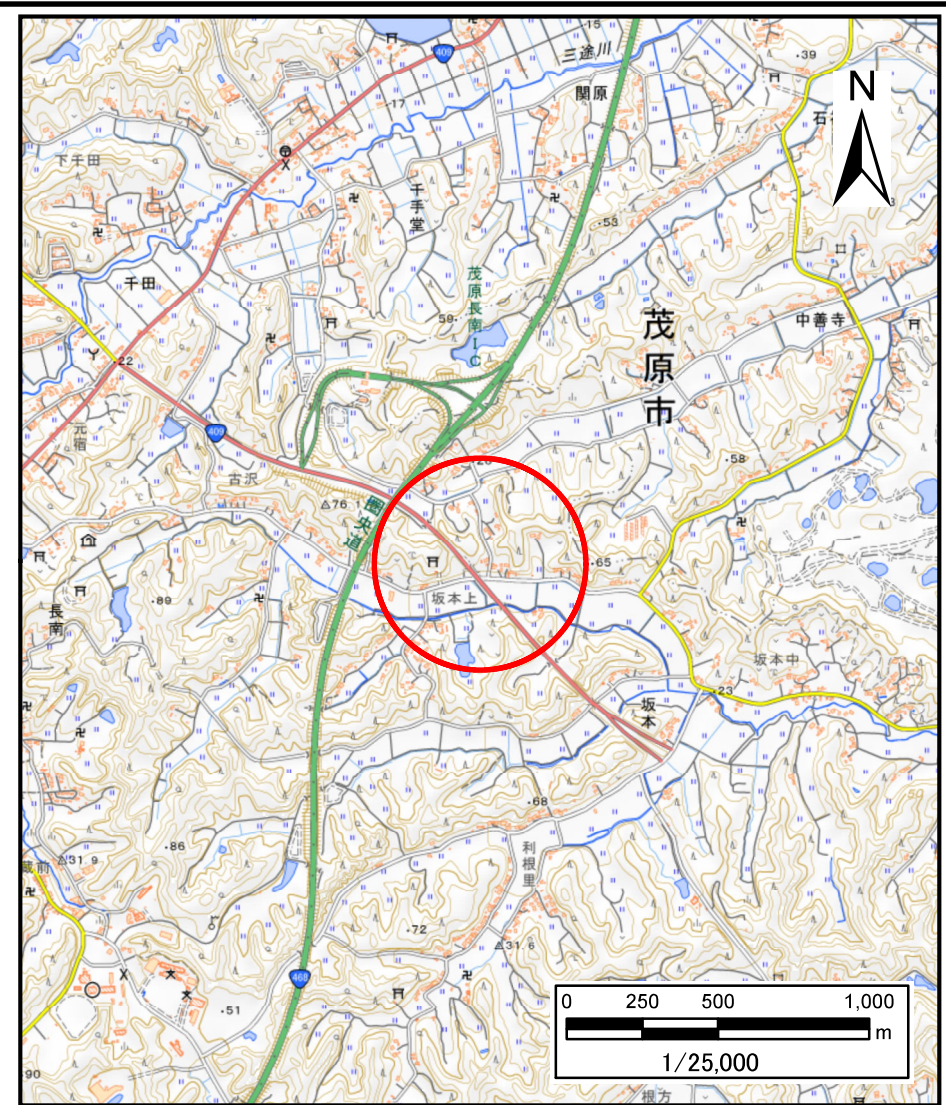 15
409
三途川
39
関原
N
17
石
下千田
千手堂
53
千田
茂原長南IC
59
茂原市
中善寺
22
元宿
409
58
古沢
76
圏央道
65
坂本上
89
長南
坂本中
23
坂本
68
86
31.9
蔵前
利根里
72
31.6
468
51
0 250 500 1,000
m
1/25,000
90
根方